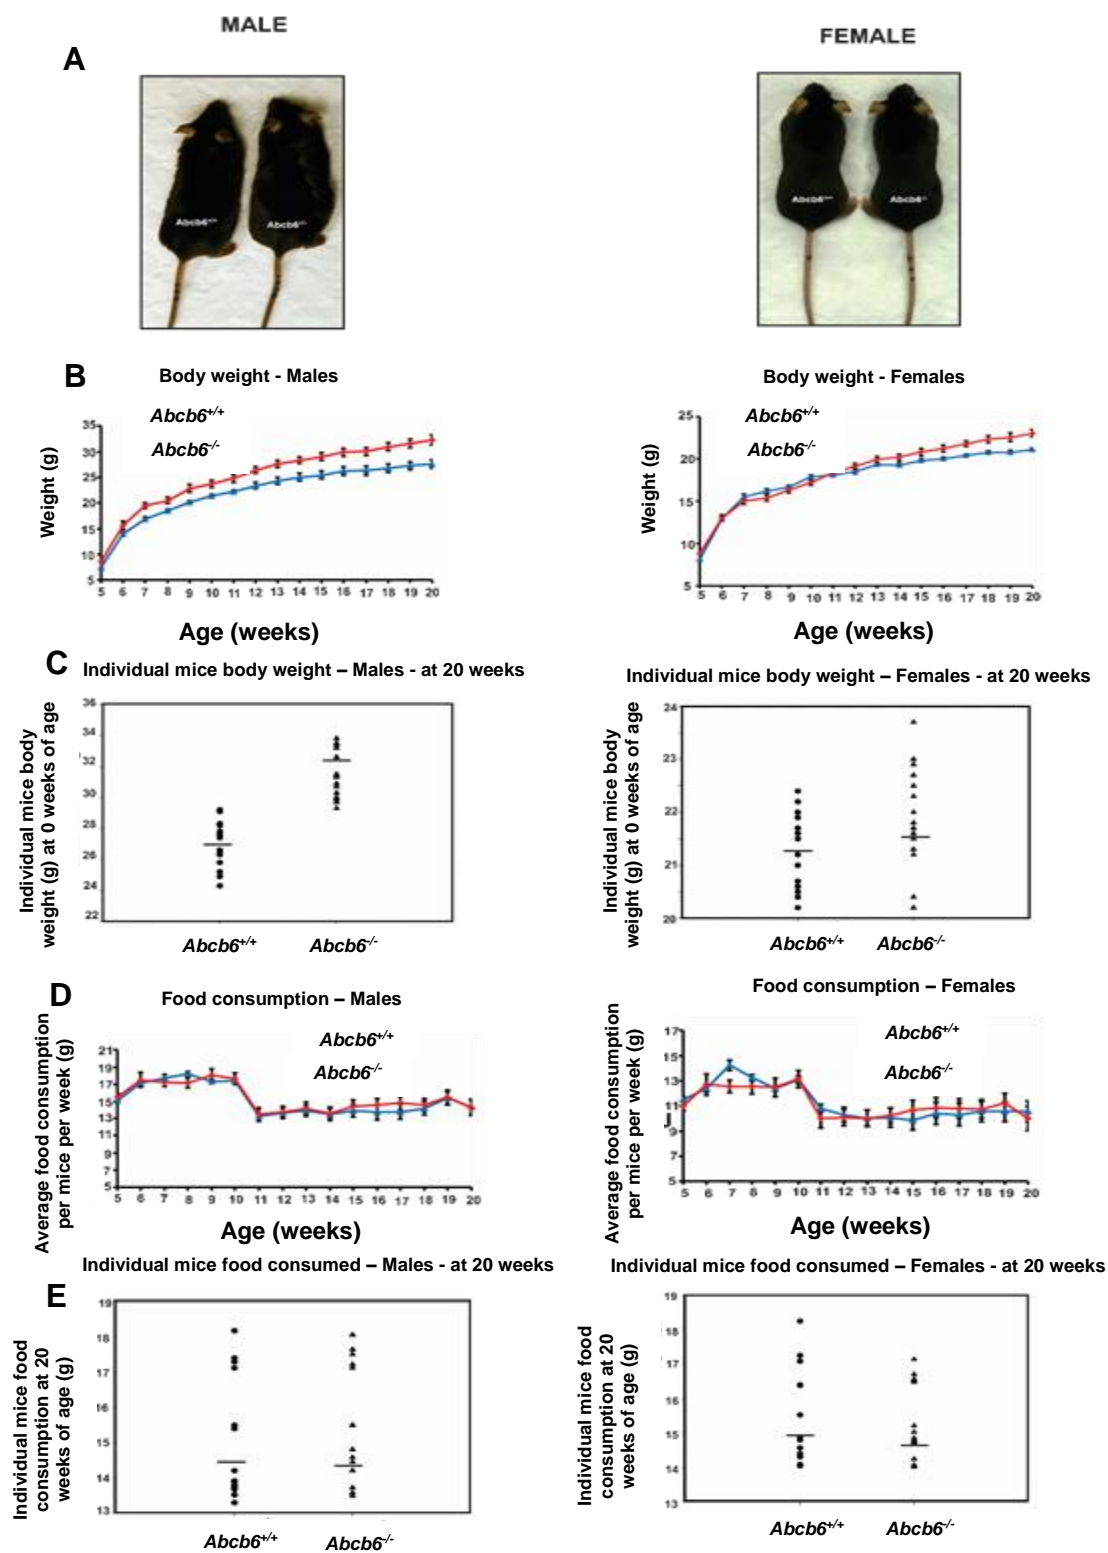 MALE
FEMALE
A
Abcb6+/+
Abcb6-/-
Abcb6+/+
Abcb6-/-
B
Body weight - Males
Abcb6+/+
Abcb6-/-
Weight (g)
35
30
25
20
15
10
5
5 6 7 8 9 10 11 12 13 14 15 16 17 18 19 20
Age (weeks)
Body weight - Females
Abcb6+/+
Abcb6-/-
Weight (g)
25
20
15
10
5
5 6 7 8 9 10 11 12 13 14 15 16 17 18 19 20
Age (weeks)
C
Individual mice body weight – Males - at 20 weeks
Individual mice body
weight (g) at 0 weeks of age
36
34
32
30
28
26
24
22
Abcb6+/+
Abcb6-/-
Individual mice body weight – Females - at 20 weeks
Individual mice body
weight (g) at 0 weeks of age
24
23
22
21
20
Abcb6+/+
Abcb6-/-
D
Food consumption – Males
Abcb6+/+
Abcb6-/-
Average food consumption
per mice per week (g)
21
19
17
15
13
11
9
7
5
5 6 7 8 9 10 11 12 13 14 15 16 17 18 19 20
Age (weeks)
Food consumption – Females
Abcb6+/+
Abcb6-/-
Average food consumption
per mice per week (g)
17
15
13
11
9
7
5
5 6 7 8 9 10 11 12 13 14 15 16 17 18 19 20
Age (weeks)
E
Individual mice food consumed – Males - at 20 weeks
Individual mice food
consumption at 20
weeks of age (g)
19
18
17
16
15
14
13
Abcb6+/+
Abcb6-/-
Individual mice food consumed – Females - at 20 weeks
Individual mice food
consumption at 20
weeks of age (g)
19
18
17
16
15
14
13
Abcb6+/+
Abcb6-/-